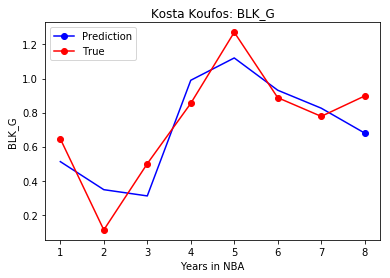 Kosta Koufos: BLK_G
Prediction
True
BLK_G
1.2
1.0
0.8
0.6
0.4
0.2
1 2 3 4 5 6 7 8
Years in NBA